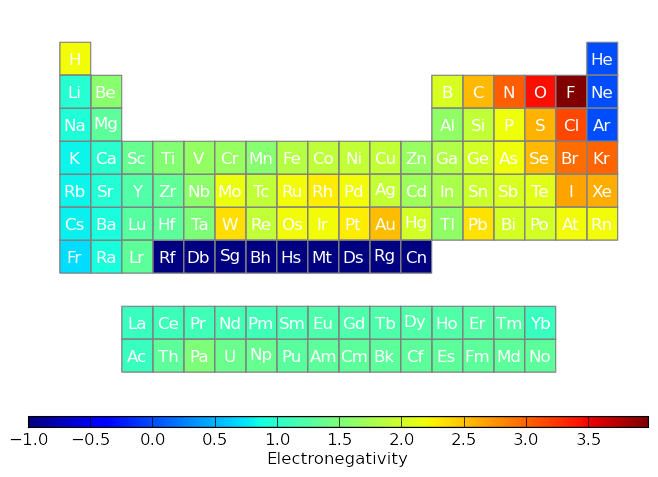 H He
Li Be B C N O F Ne
Na Mg Al Si P S Cl Ar
K Ca Sc Ti V Cr Mn Fe Co Ni Cu Zn Ga Ge As Se Br Kr
Rb Sr Y Zr Nb Mo Tc Ru Rh Pd Ag Cd In Sn Sb Te I Xe
Cs Ba Lu Hf Ta W Re Os Ir Pt Au Hg Tl Pb Bi Po At Rn
Fr Ra Lr Rf Db Sg Bh Hs Mt Ds Rg Cn
La Ce Pr Nd Pm Sm Eu Gd Tb Dy Ho Er Tm Yb
Ac Th Pa U Np Pu Am Cm Bk Cf Es Fm Md No
−1.0 −0.5 0.0 0.5 1.0 1.5 2.0 2.5 3.0 3.5
Electronegativity